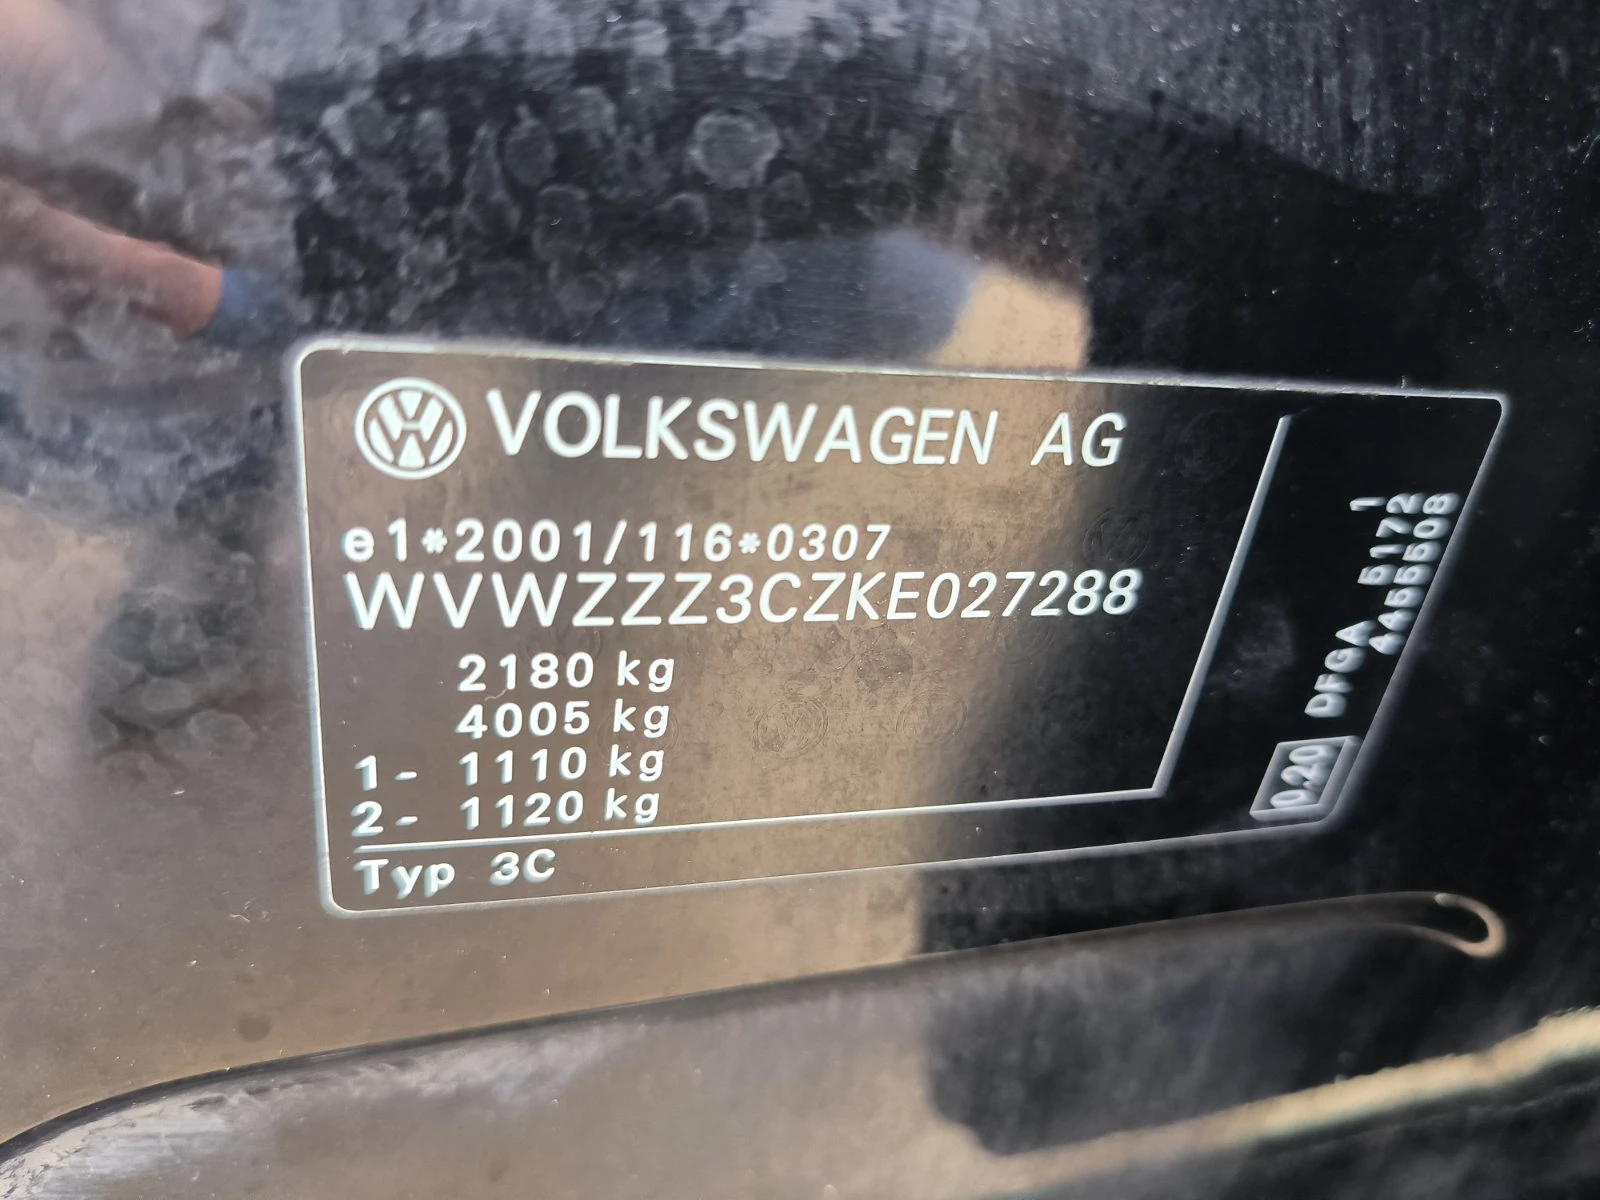 VOLKSWAGEN AG
e1*2001/116*0307
WVWZZZ3CZKE027288
2180 kg
4005 kg
1- 1110 kg
2- 1120 kg
Typ 3C
1
DFGA 5172
4455508
0.20